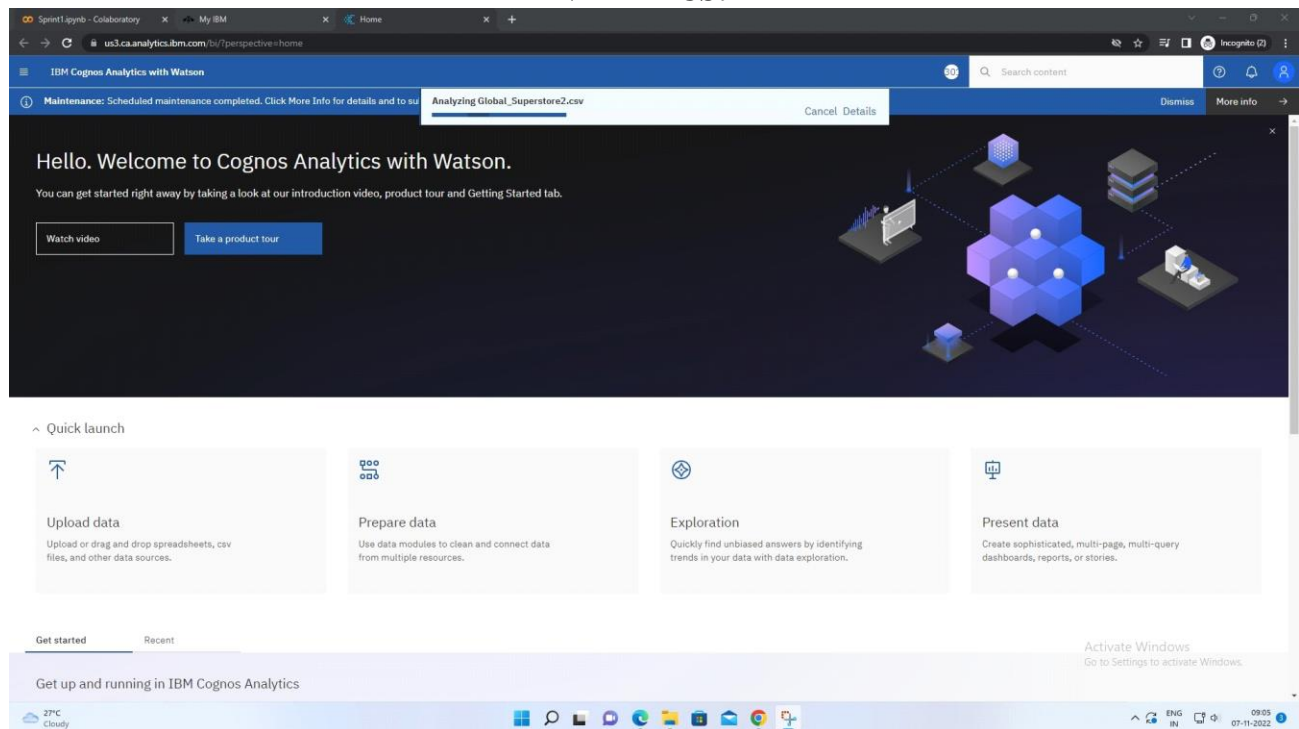 Sprint1.ipynb - Colaboratory
My IBM
Home
us3.ca.analytics.ibm.com/bi/?perspective=home
Incognito (2)
IBM Cognos Analytics with Watson
Search content
Maintenance: Scheduled maintenance completed. Click More Info for details and to su
Analyzing Global_Superstore2.csv
Cancel Details
Dismiss
More info
Hello. Welcome to Cognos Analytics with Watson.
You can get started right away by taking a look at our introduction video, product tour and Getting Started tab.
Watch video
Take a product tour
Quick launch
Upload data
Upload or drag and drop spreadsheets, csv
files, and other data sources.
Prepare data
Use data modules to clean and connect data
from multiple resources.
Exploration
Quickly find unbiased answers by identifying
trends in your data with data exploration.
Present data
Create sophisticated, multi-page, multi-query
dashboards, reports, or stories.
Get started
Recent
Activate Windows
Go to Settings to activate Windows.
Get up and running in IBM Cognos Analytics
27°C
Cloudy
ENG
IN
09:05
07-11-2022